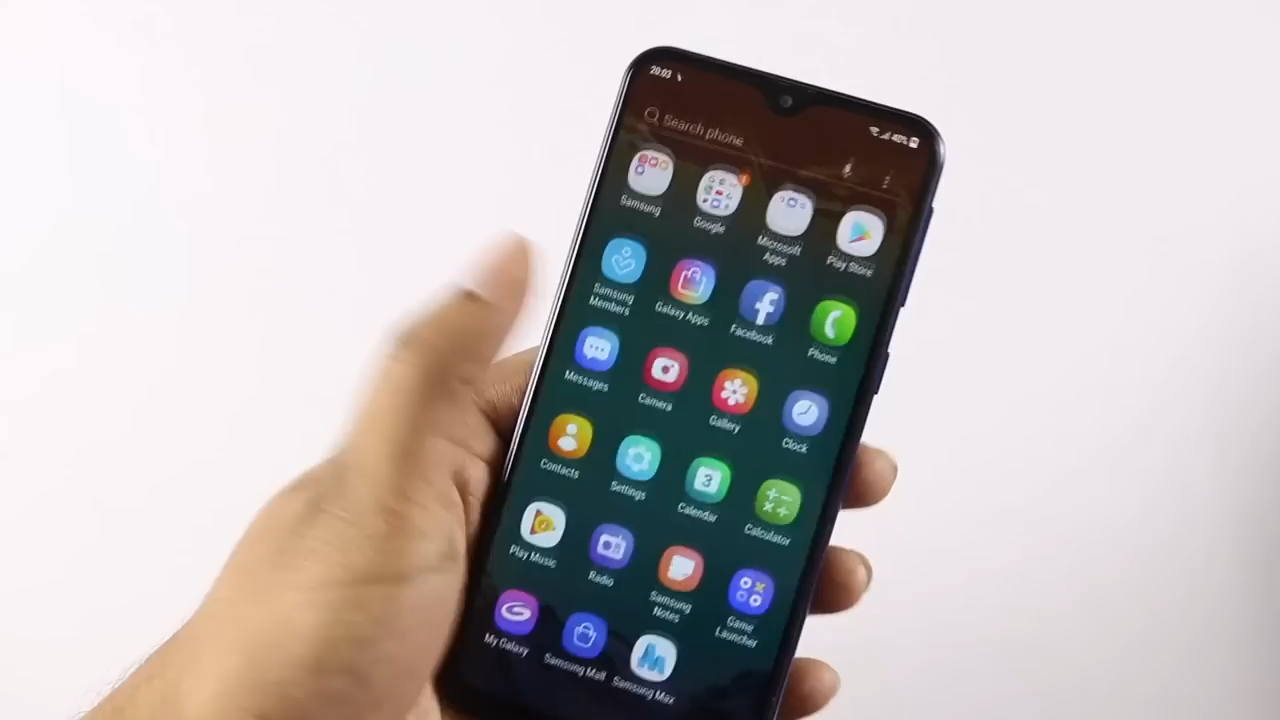 20:03
40%
Search phone
Samsung
Google
Microsoft
Apps
Play Store
Samsung
Members
Galaxy Apps
Facebook
Phone
Messages
Camera
Gallery
Clock
Contacts
Settings
3
Calendar
Calculator
Play Music
Radio
Samsung
Notes
Game
Launcher
My Galaxy
Samsung Mall
Samsung Max